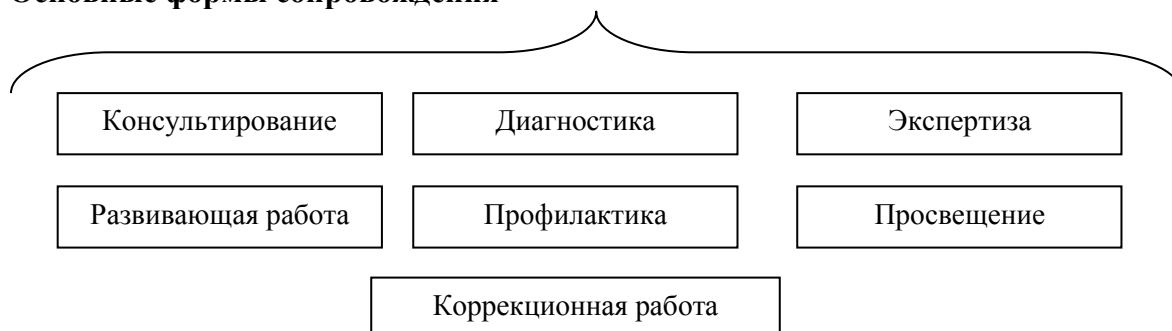 Основные формы сопровождения
Консультирование
Диагностика
Экспертиза
Развивающая работа
Профилактика
Просвещение
Коррекционная работа